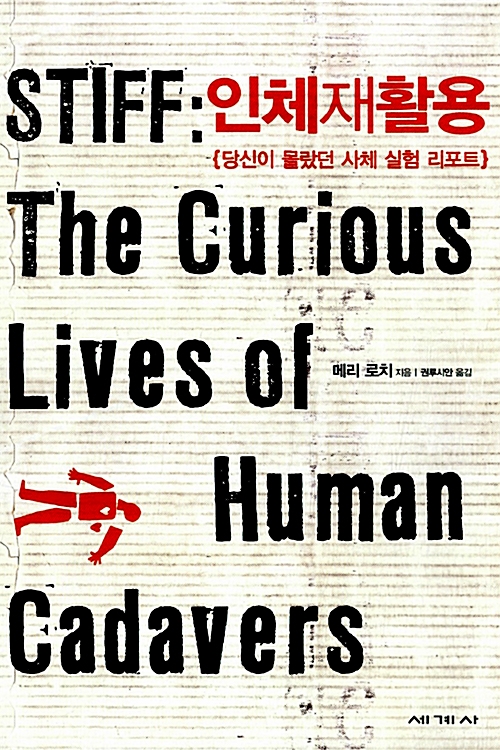 STIFF: 인체재활용
{당신이 몰랐던 사체 실험 리포트}
The Curious
Lives of
메리 로치 지음 | 권루시안 옮김
Human
Cadavers
세계사